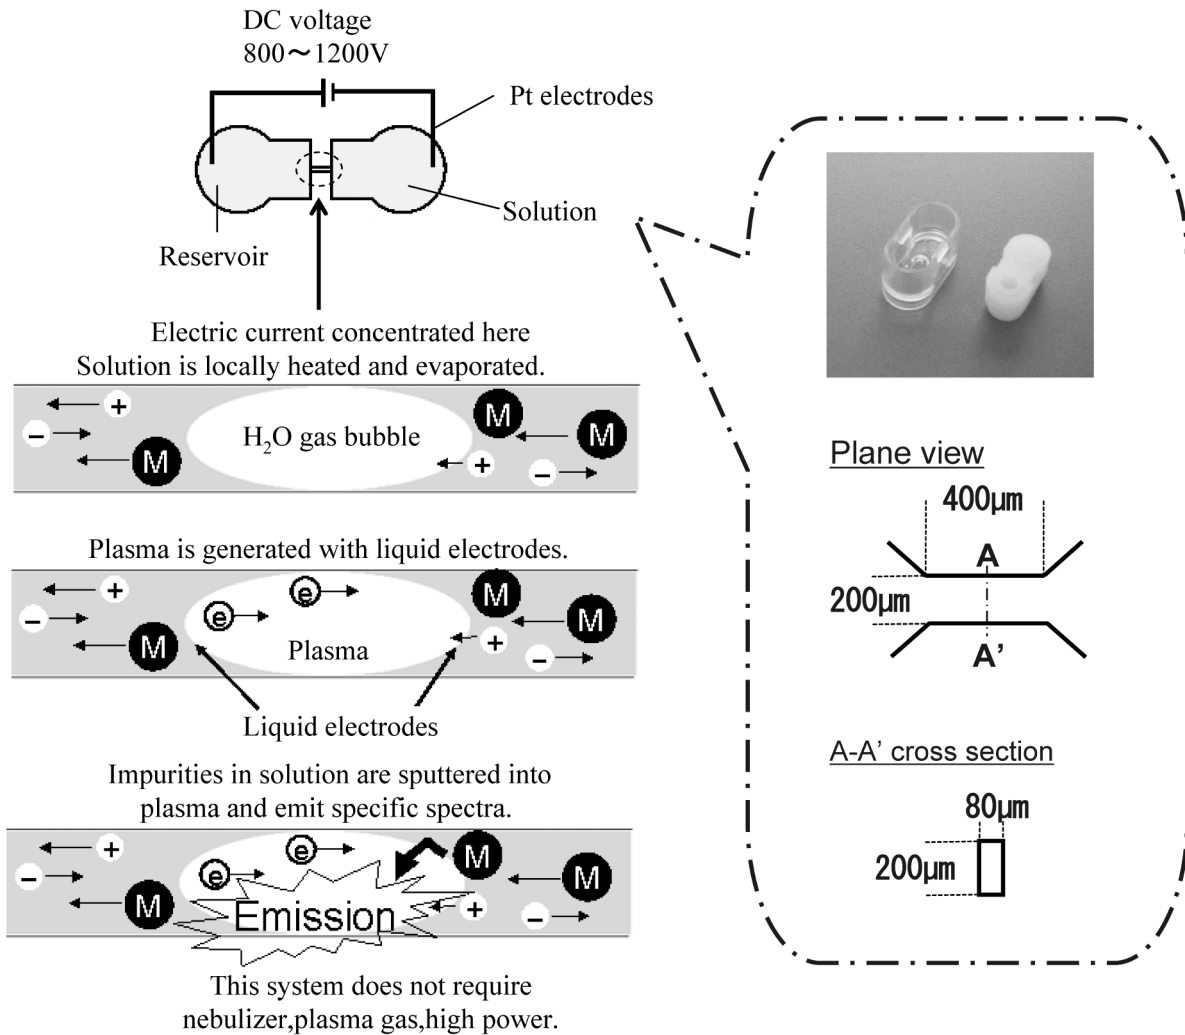 DC voltage
800～1200V
Pt electrodes
Solution
Reservoir
Electric current concentrated here
Solution is locally heated and evaporated.
+
−
M
H₂O gas bubble
M
M
+
−
Plasma is generated with liquid electrodes.
+
−
M
e
e
Plasma
M
M
+
−
Liquid electrodes
Impurities in solution are sputtered into
plasma and emit specific spectra.
+
−
M
e
e
Emission
M
M
+
−
This system does not require
nebulizer,plasma gas,high power.
Plane view
400μm
A
200μm
A’
A-A’ cross section
80μm
200μm